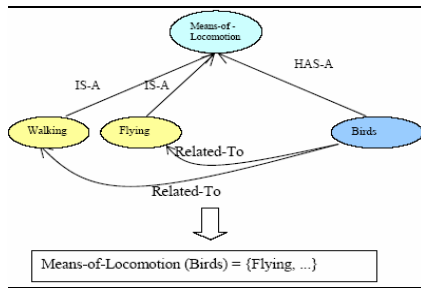 Means-of -
Locomotion
HAS-A
IS-A
IS-A
Walking
Flying
Birds
Related-To
Related-To
Means-of-Locomotion (Birds) = {Flying, ...}